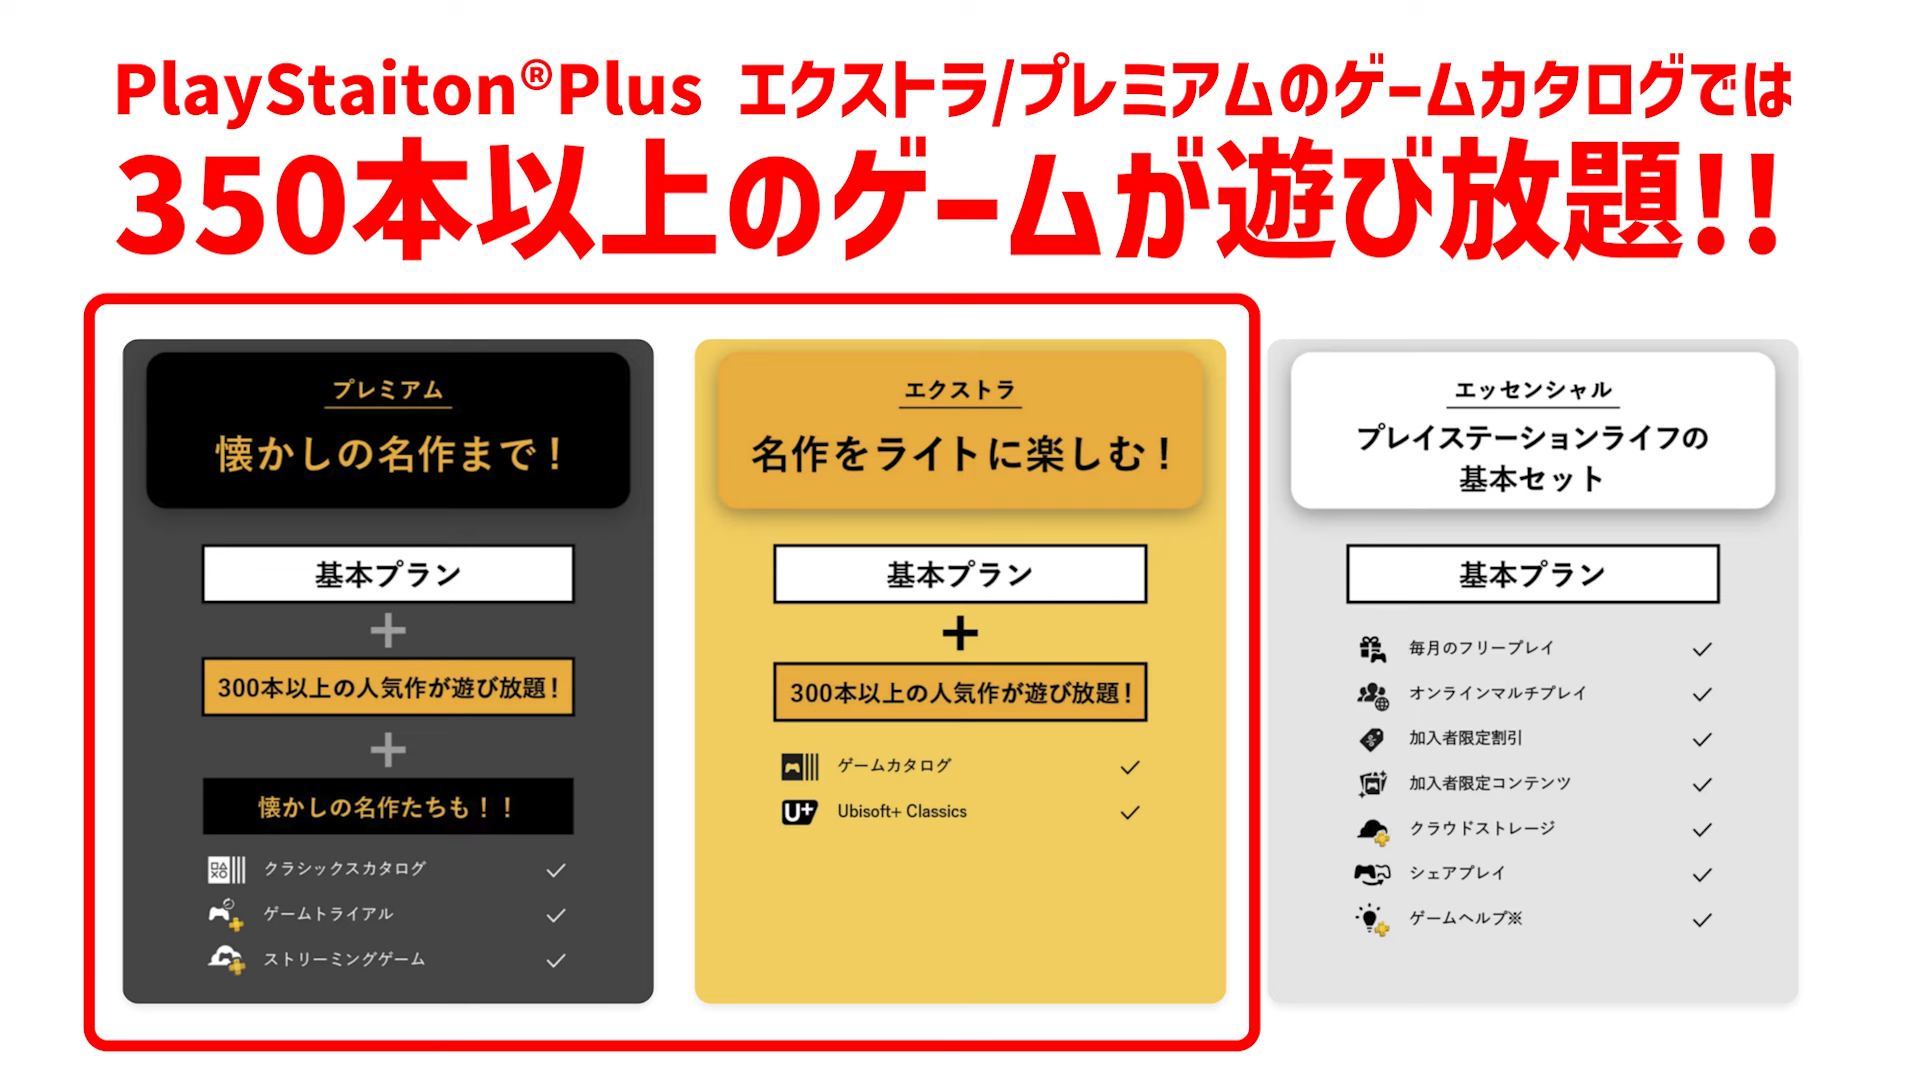 PlayStaiton®Plus エクストラ/プレミアムのゲームカタログでは
350本以上のゲームが遊び放題!!
プレミアム
懐かしの名作まで！
基本プラン
+
300本以上の人気作が遊び放題！
+
懐かしの名作たちも！！
クラシックスカタログ
ゲームトライアル
ストリーミングゲーム
エクストラ
名作をライトに楽しむ！
基本プラン
+
300本以上の人気作が遊び放題！
ゲームカタログ
U+ Ubisoft+ Classics
エッセンシャル
プレイステーションライフの
基本セット
基本プラン
毎月のフリープレイ
オンラインマルチプレイ
加入者限定割引
加入者限定コンテンツ
クラウドストレージ
シェアプレイ
ゲームヘルプ※